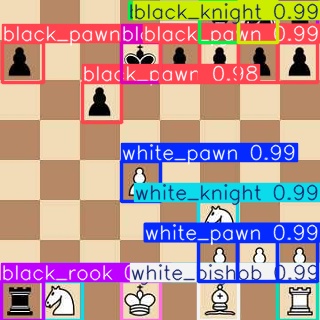 black_knight 0.99
black_pawn
bl
black_pawn 0.99
black_pawn 0.98
white_pawn 0.99
white_knight 0.99
white_pawn 0.99
black_rook
white_bishop 0.99